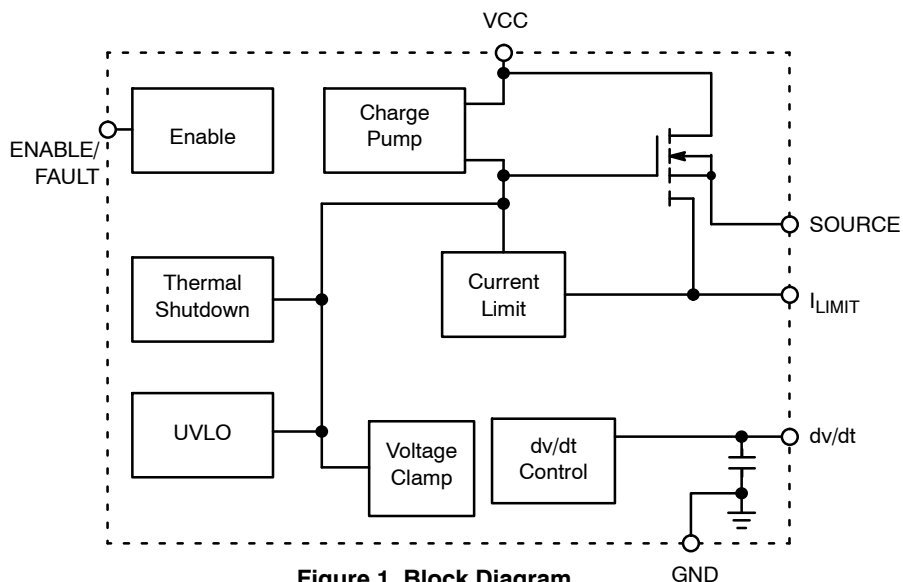 VCC
Enable
Charge
Pump
ENABLE/
FAULT
SOURCE
Thermal
Shutdown
Current
Limit
ILIMIT
UVLO
Voltage
Clamp
dv/dt
Control
dv/dt
GND
Figure 1. Block Diagram